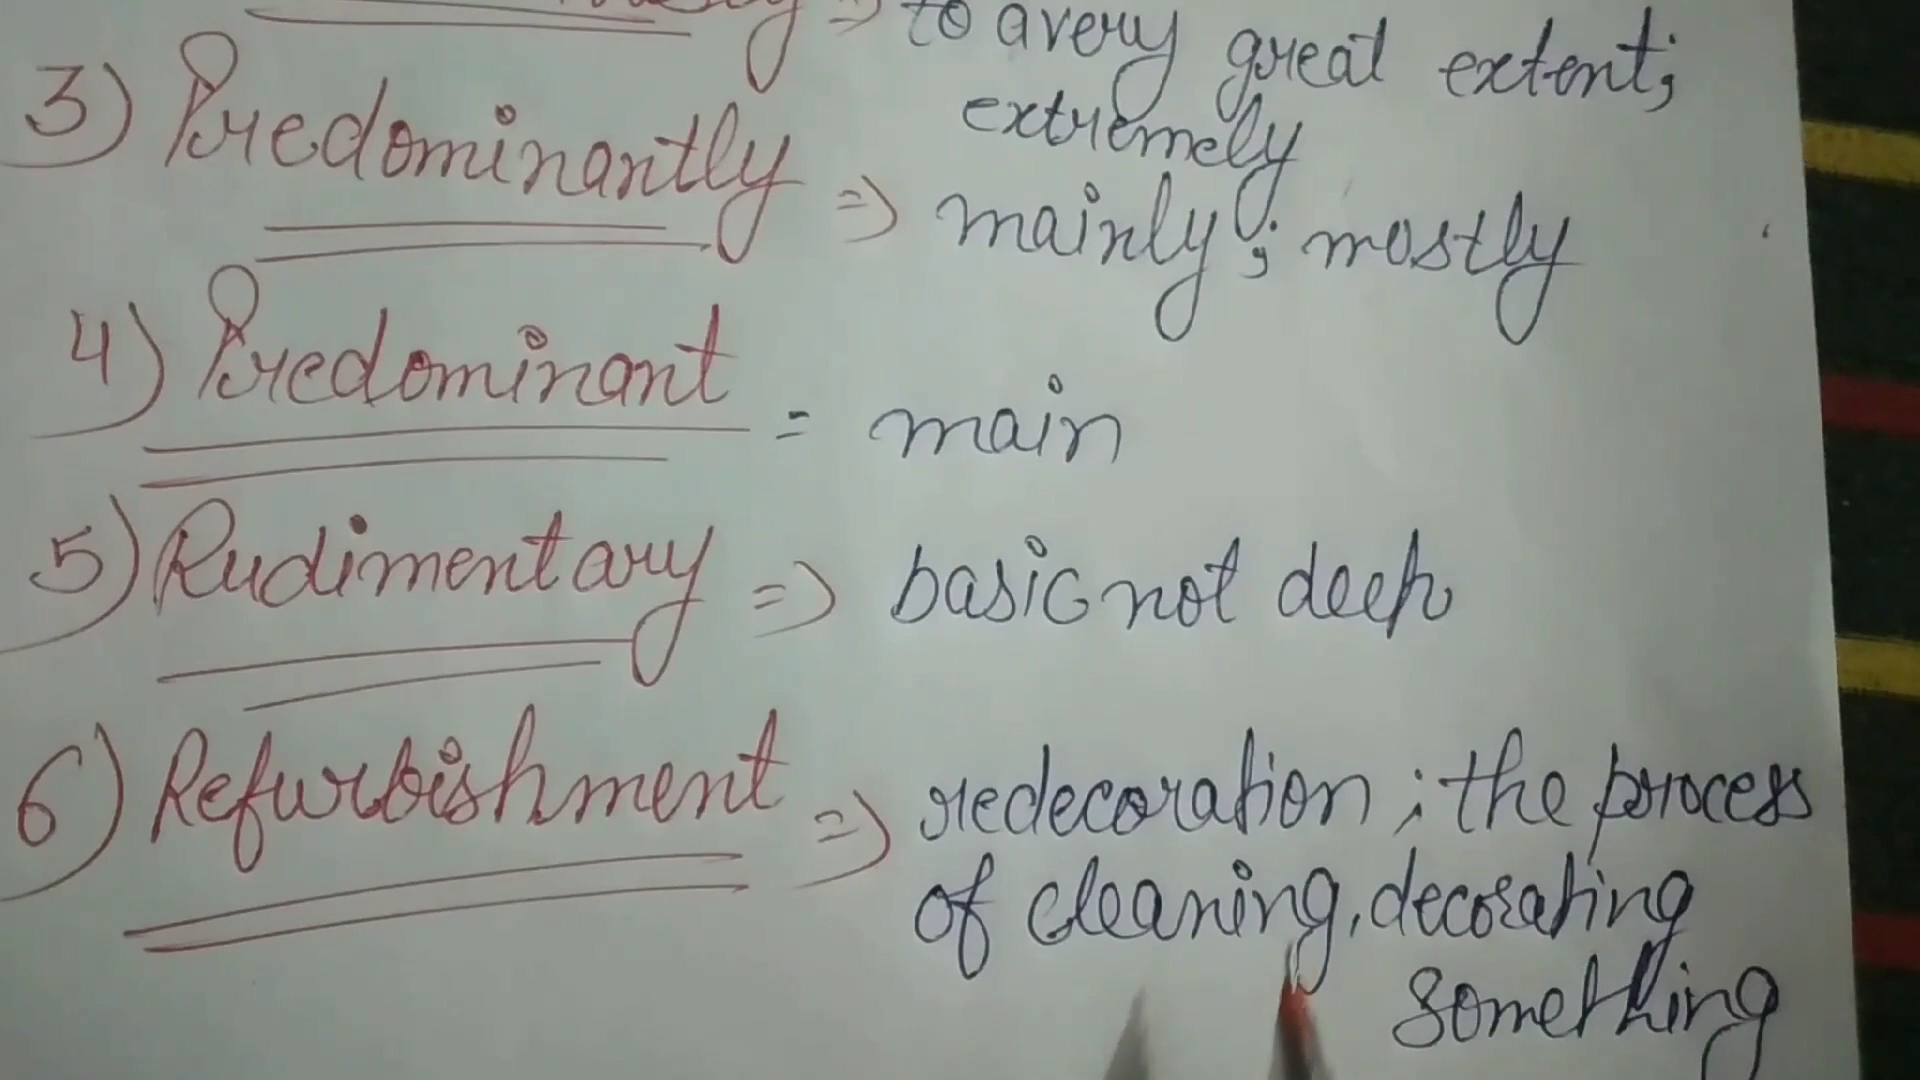 => to a very great extent;
extremely
3) Predominantly => mainly; mostly
4) Predominant = main
5) Rudimentary => basic not deep
6) Refurbishment => redecoration; the process
of cleaning, decorating
something